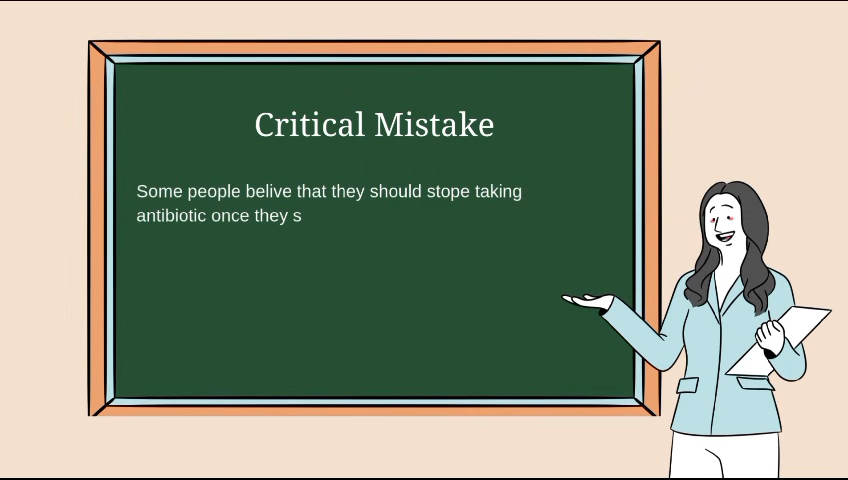 Critical Mistake
Some people belive that they should stope taking
antibiotic once they s